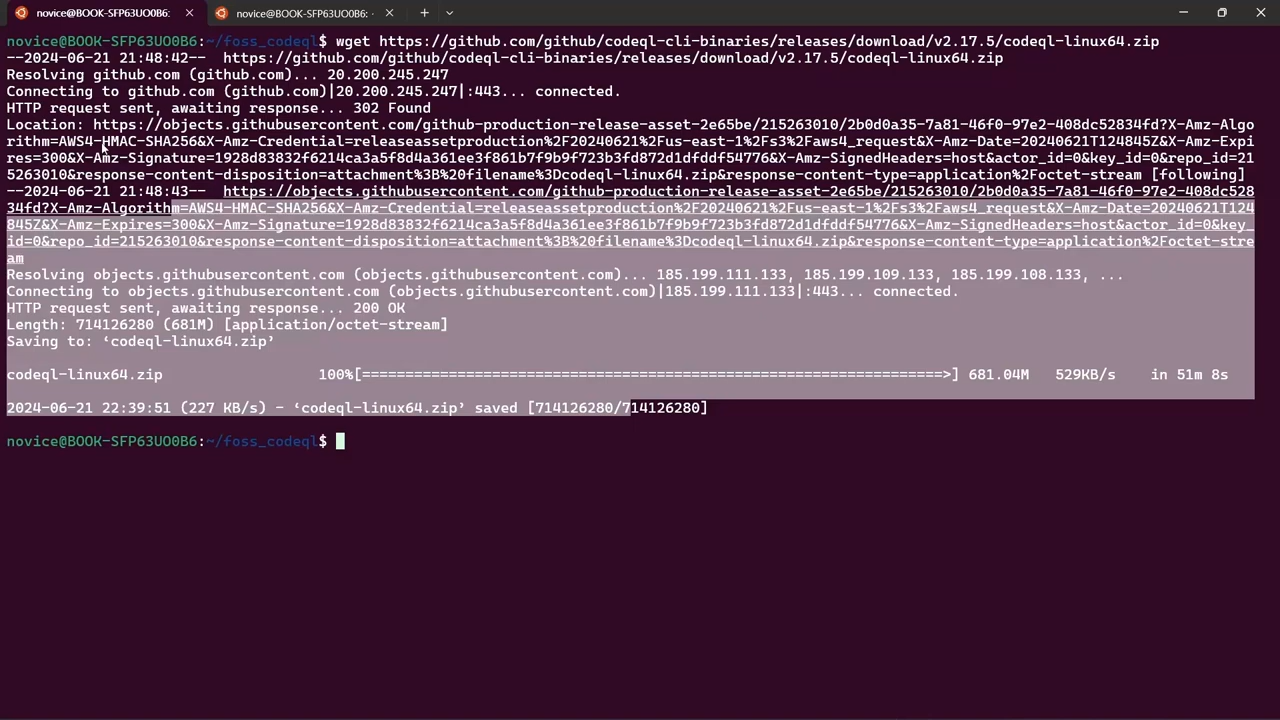 novice@BOOK-SFP63UO0B6:
novice@BOOK-SFP63UO0B6: ~
novice@BOOK-SFP63UO0B6:~/foss_codeql$ wget https://github.com/github/codeql-cli-binaries/releases/download/v2.17.5/codeql-linux64.zip
--2024-06-21 21:48:42-- https://github.com/github/codeql-cli-binaries/releases/download/v2.17.5/codeql-linux64.zip
Resolving github.com (github.com)... 20.200.245.247
Connecting to github.com (github.com)|20.200.245.247|:443... connected.
HTTP request sent, awaiting response... 302 Found
Location: https://objects.githubusercontent.com/github-production-release-asset-2e65be/215263010/2b0d0a35-7a81-46f0-97e2-408dc52834fd?X-Amz-Algo
rithm=AWS4-HMAC-SHA256&X-Amz-Credential=releaseassetproduction%2F20240621%2Fus-east-1%2Fs3%2Faws4_request&X-Amz-Date=20240621T124845Z&X-Amz-Expi
res=300&X-Amz-Signature=1928d83832f6214ca3a5f8d4a361ee3f861b7f9b9f723b3fd872d1dfddf54776&X-Amz-SignedHeaders=host&actor_id=0&key_id=0&repo_id=21
5263010&response-content-disposition=attachment%3B%20filename%3Dcodeql-linux64.zip&response-content-type=application%2Foctet-stream [following]
--2024-06-21 21:48:43-- https://objects.githubusercontent.com/github-production-release-asset-2e65be/215263010/2b0d0a35-7a81-46f0-97e2-408dc528
34fd?X-Amz-Algorithm=AWS4-HMAC-SHA256&X-Amz-Credential=releaseassetproduction%2F20240621%2Fus-east-1%2Fs3%2Faws4_request&X-Amz-Date=20240621T124
845Z&X-Amz-Expires=300&X-Amz-Signature=1928d83832f6214ca3a5f8d4a361ee3f861b7f9b9f723b3fd872d1dfddf54776&X-Amz-SignedHeaders=host&actor_id=0&key_
id=0&repo_id=215263010&response-content-disposition=attachment%3B%20filename%3Dcodeql-linux64.zip&response-content-type=application%2Foctet-stre
am
Resolving objects.githubusercontent.com (objects.githubusercontent.com)... 185.199.111.133, 185.199.109.133, 185.199.108.133, ...
Connecting to objects.githubusercontent.com (objects.githubusercontent.com)|185.199.111.133|:443... connected.
HTTP request sent, awaiting response... 200 OK
Length: 714126280 (681M) [application/octet-stream]
Saving to: ‘codeql-linux64.zip’
codeql-linux64.zip 100%[===================================================================>] 681.04M 529KB/s in 51m 8s
2024-06-21 22:39:51 (227 KB/s) - ‘codeql-linux64.zip’ saved [714126280/714126280]
novice@BOOK-SFP63UO0B6:~/foss_codeql$